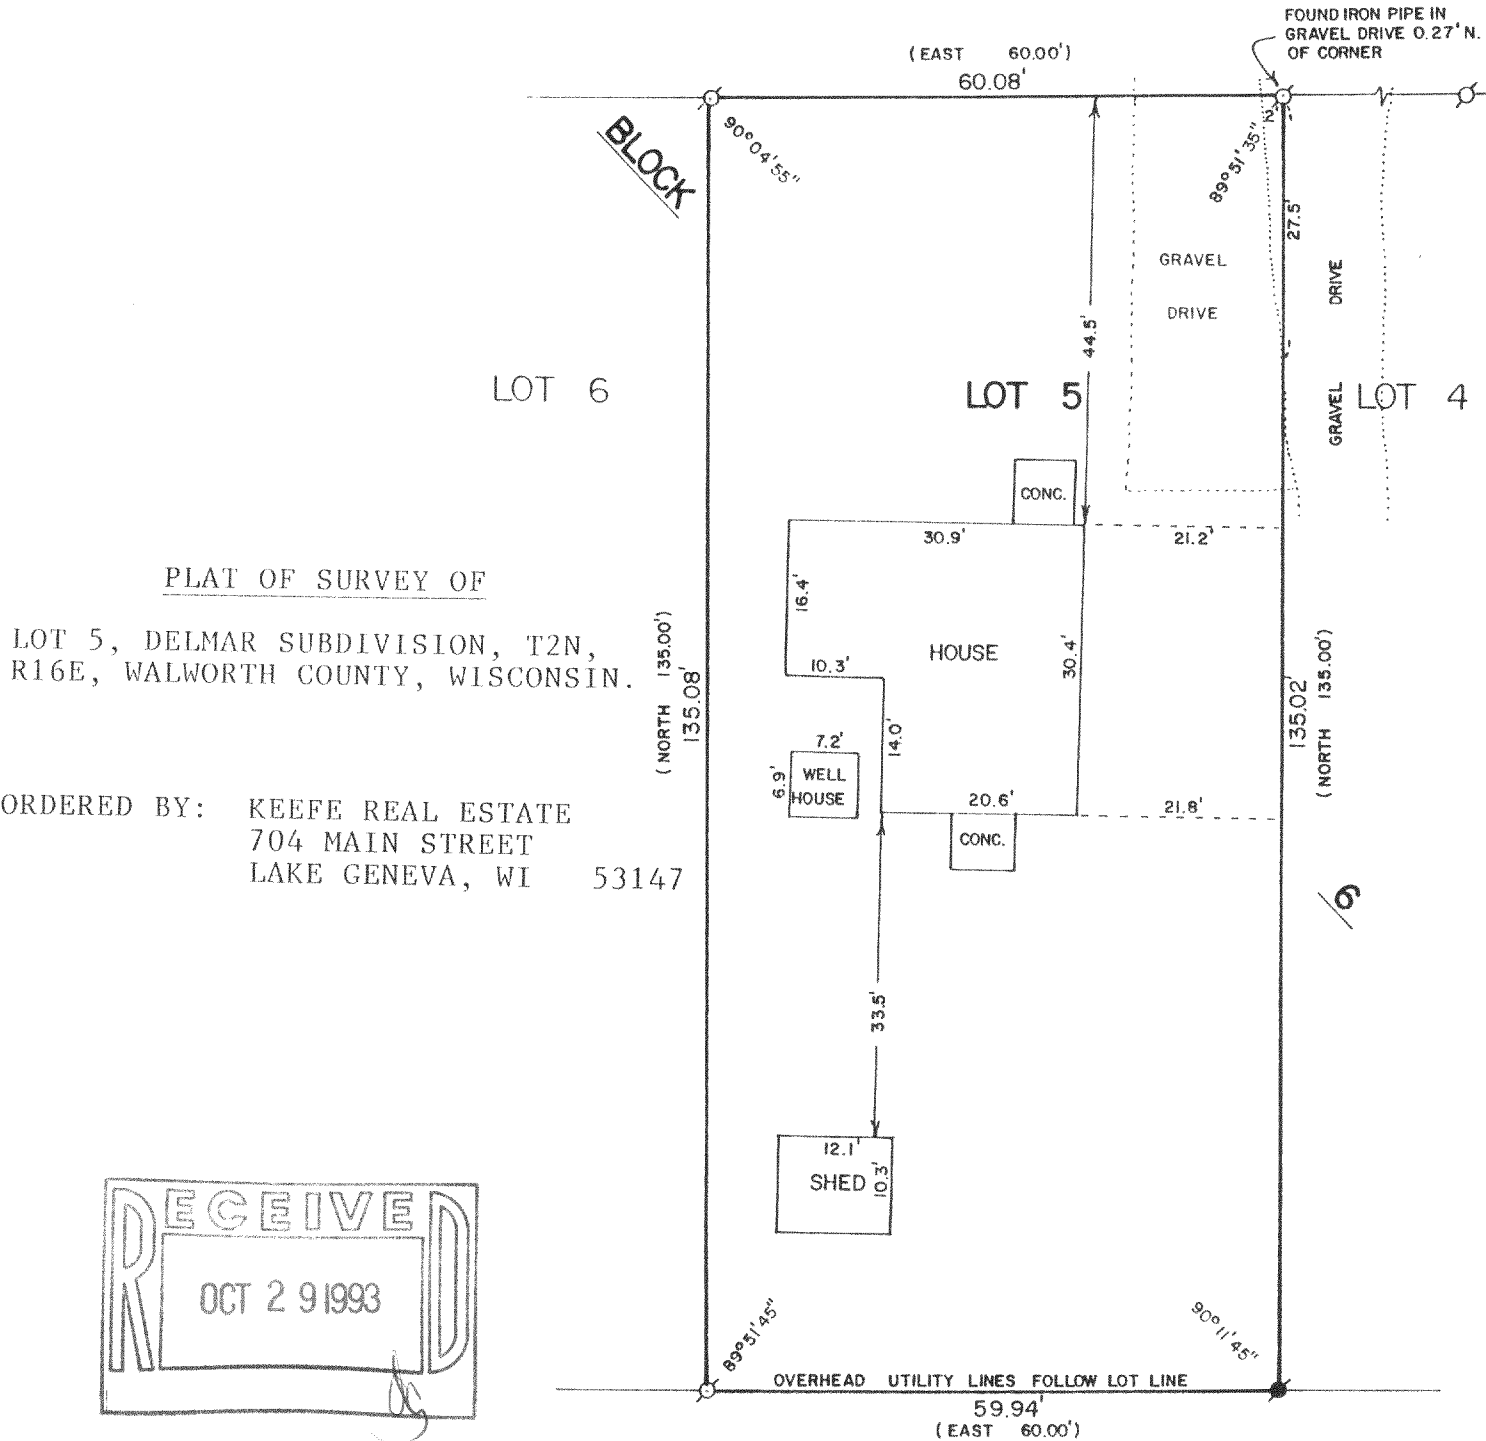 FOUND IRON PIPE IN
GRAVEL DRIVE 0.27' N.
OF CORNER
(EAST 60.00')
60.08'
BLOCK
90°04'55"
89°51'35"
2'
27.5'
GRAVEL
DRIVE
GRAVEL DRIVE
44.5'
LOT 6
LOT 5
LOT 4
CONC.
30.9'
21.2'
16.4'
HOUSE
30.4'
10.3'
14.0'
PLAT OF SURVEY OF
LOT 5, DELMAR SUBDIVISION, T2N,
R16E, WALWORTH COUNTY, WISCONSIN.
(NORTH 135.00')
135.08'
135.02'
(NORTH 135.00')
7.2'
6.9'
WELL
HOUSE
20.6'
21.8'
CONC.
ORDERED BY: KEEFE REAL ESTATE
704 MAIN STREET
LAKE GENEVA, WI 53147
6
33.5'
12.1'
SHED
10.3'
RECEIVED
OCT 29 1993
89°51'45"
90°11'45"
OVERHEAD UTILITY LINES FOLLOW LOT LINE
59.94'
(EAST 60.00')